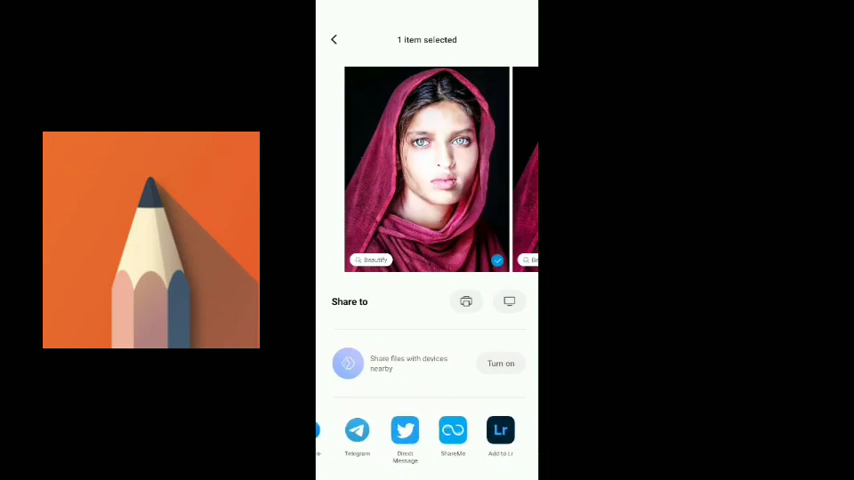 1 item selected
Beautify
Share to
Share files with devices
nearby
Turn on
Telegram
Direct
Message
ShareMe
Lr
Add to Lr